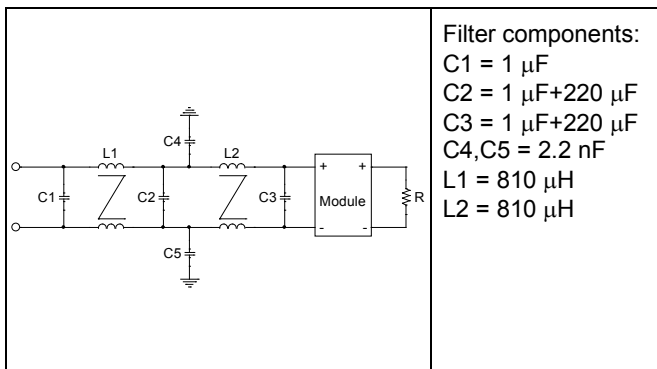 Filter components:
C1 = 1 μF
C2 = 1 μF+220 μF
C3 = 1 μF+220 μF
C4,C5 = 2.2 nF
L1 = 810 μH
L2 = 810 μH
C4
L1
L2
C1
C2
C3
+
+
Module
-
-
R
C5